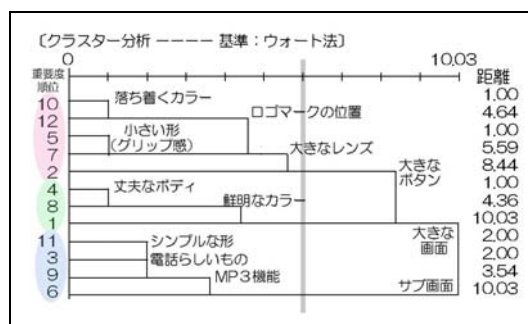 〔クラスター分析 ---- 基準：ウォート法〕
0 10,03
重要度
順位
距離
10 落ち着くカラー 1.00
12 ロゴマークの位置 4.64
5 小さい形
(グリップ感) 1.00
7 大きなレンズ 5.59
2 大きな
ボタン 8.44
4 丈夫なボディ 1.00
8 鮮明なカラー 4.36
1 大きな
画面 10,03
11 シンプルな形 2.00
3 電話らしいもの 2.00
9 MP3機能 3.54
6 サブ画面 10,03